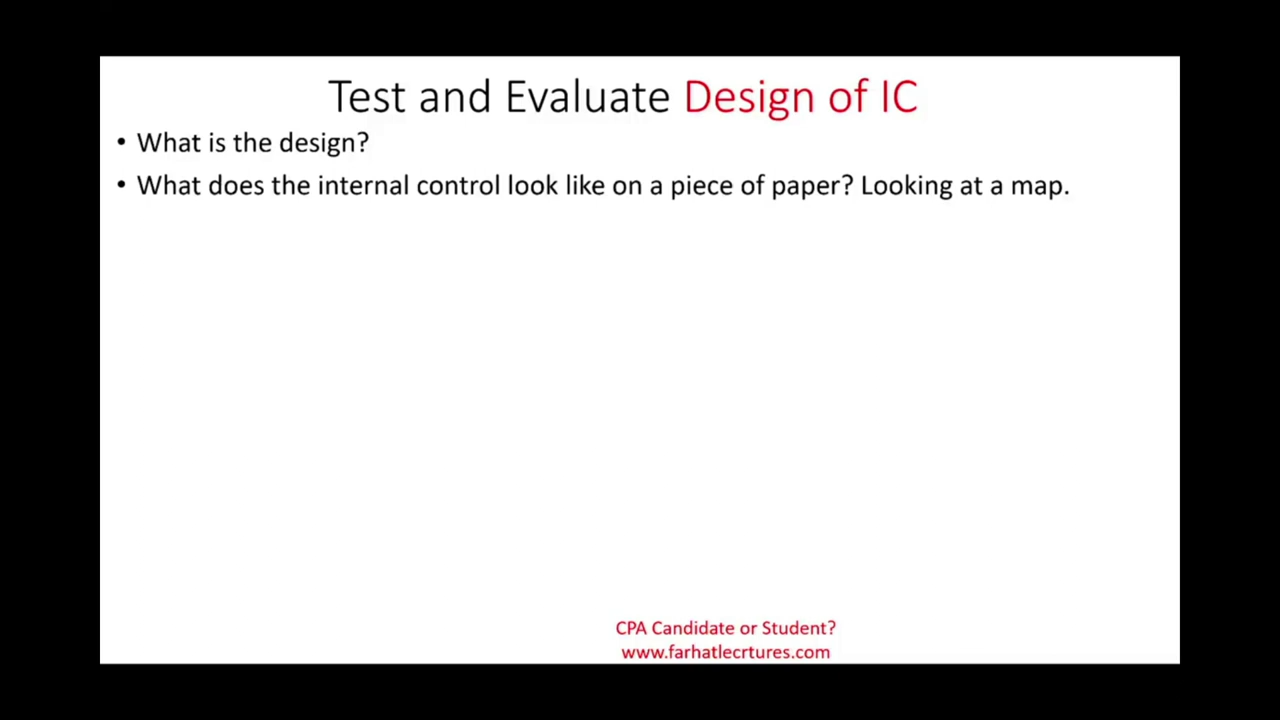 Test and Evaluate Design of IC
• What is the design?
• What does the internal control look like on a piece of paper? Looking at a map.
CPA Candidate or Student?
www.farhatlecrtures.com